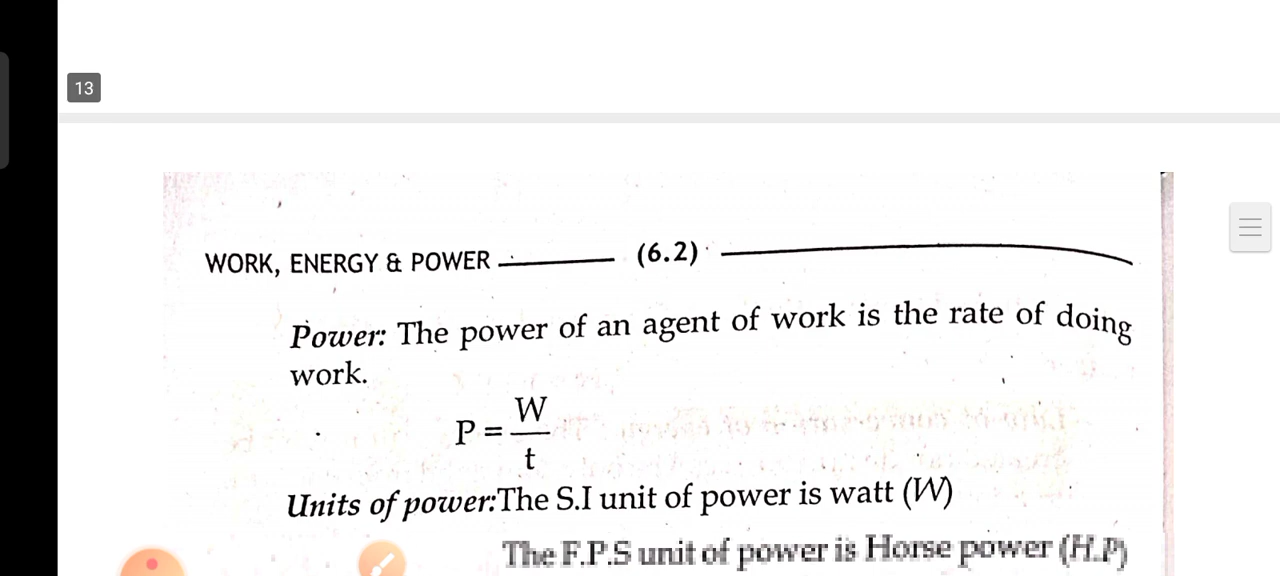 13
WORK, ENERGY & POWER (6.2)
Power: The power of an agent of work is the rate of doing
work.
P = W
t
Units of power:The S.I unit of power is watt (W)
The F.P.S unit of power is Horse power (H.P)